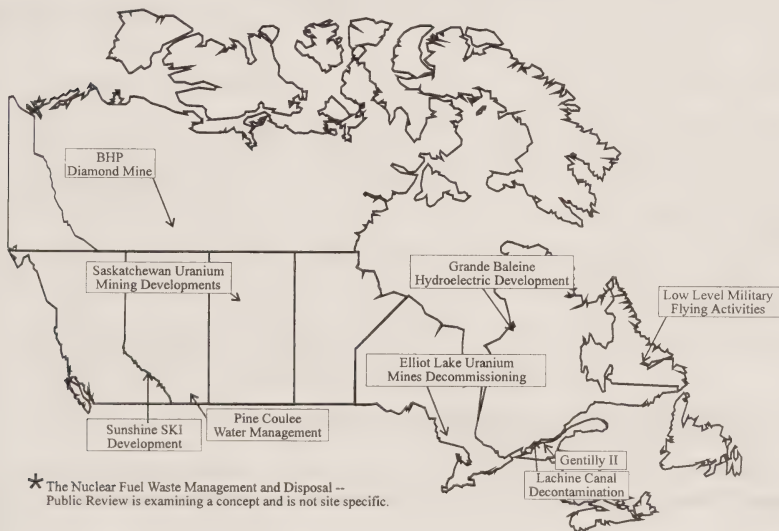 BHP
Diamond Mine
Saskatchewan Uranium
Mining Developments
Grande Baleine
Hydroelectric Development
Low Level Military
Flying Activities
Elliot Lake Uranium
Mines Decommissioning
Sunshine SKI
Development
Pine Coulee
Water Management
Gentilly II
Lachine Canal
Decontamination
* The Nuclear Fuel Waste Management and Disposal --
Public Review is examining a concept and is not site specific.